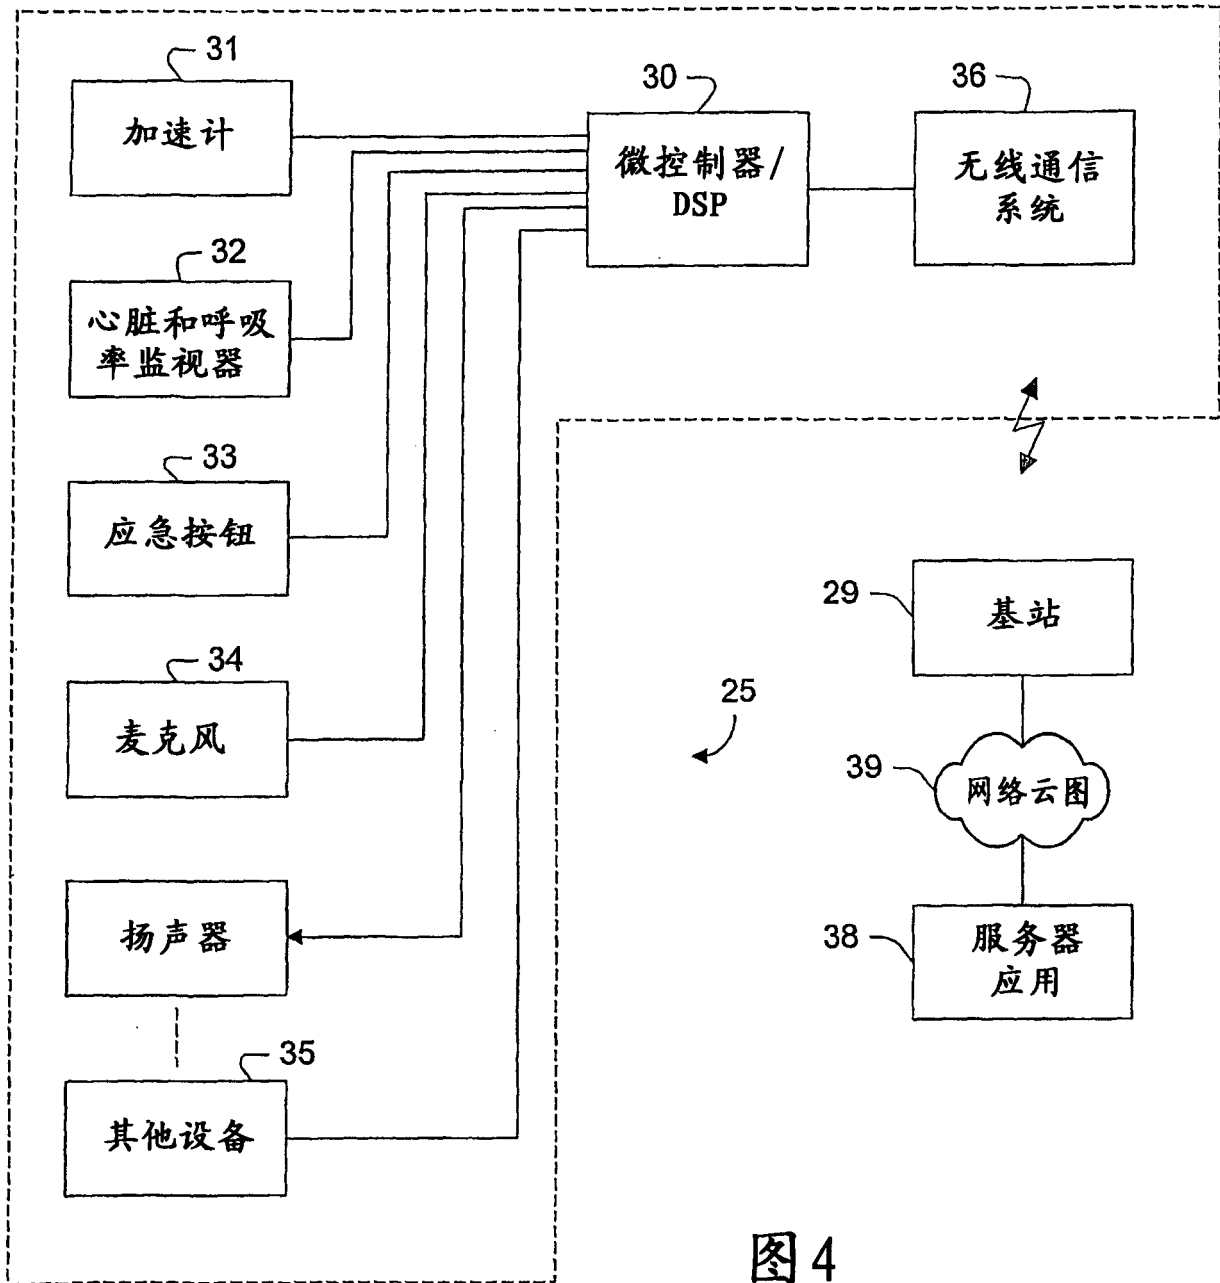 31
加速计
30
微控制器/
DSP
36
无线通信
系统
32
心脏和呼吸
率监视器
33
应急按钮
34
麦克风
扬声器
35
其他设备
29
基站
25
39
网络云图
38
服务器
应用
图4